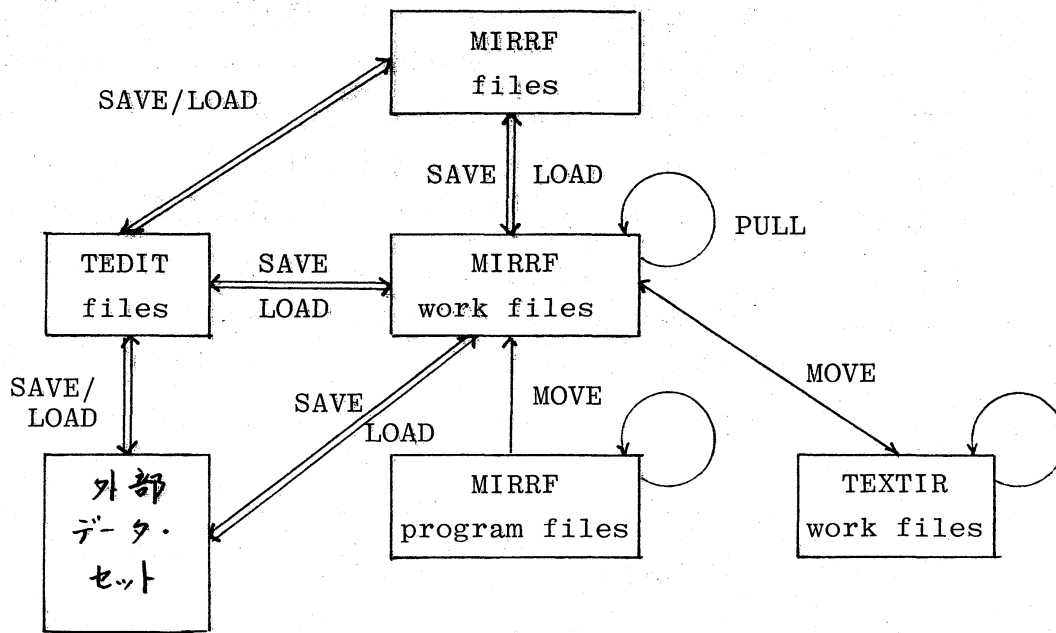 MIRRF
files
SAVE/LOAD
SAVE LOAD
PULL
TEDIT
files
SAVE
LOAD
MIRRF
work files
SAVE/
LOAD
SAVE
LOAD
MOVE
MOVE
外部
データ・
セット
MIRRF
program files
TEXTIR
work files